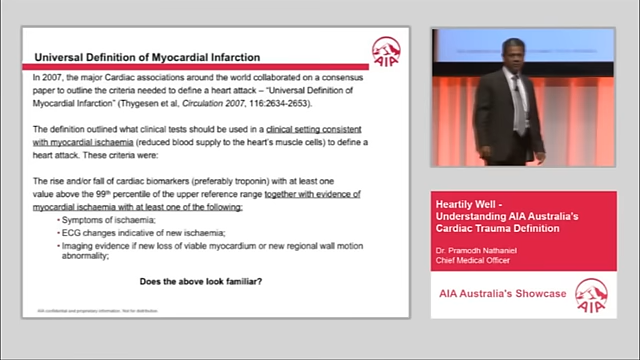 Universal Definition of Myocardial Infarction
AIA
In 2007, the major Cardiac associations around the world collaborated on a consensus
paper to outline the criteria needed to define a heart attack – “Universal Definition of
Myocardial Infarction” (Thygesen et al, Circulation 2007, 116:2634-2653).
The definition outlined what clinical tests should be used in a clinical setting consistent
with myocardial ischaemia (reduced blood supply to the heart's muscle cells) to define a
heart attack. These criteria were:
The rise and/or fall of cardiac biomarkers (preferably troponin) with at least one
value above the 99th percentile of the upper reference range together with evidence of
myocardial ischaemia with at least one of the following:
• Symptoms of ischaemia;
• ECG changes indicative of new ischaemia;
• Imaging evidence if new loss of viable myocardium or new regional wall motion
abnormality;
Does the above look familiar?
AIA confidential and proprietary information. Not for distribution.
Heartily Well -
Understanding AIA Australia's
Cardiac Trauma Definition
Dr. Pramodh Nathaniel
Chief Medical Officer
AIA Australia's Showcase
AIA